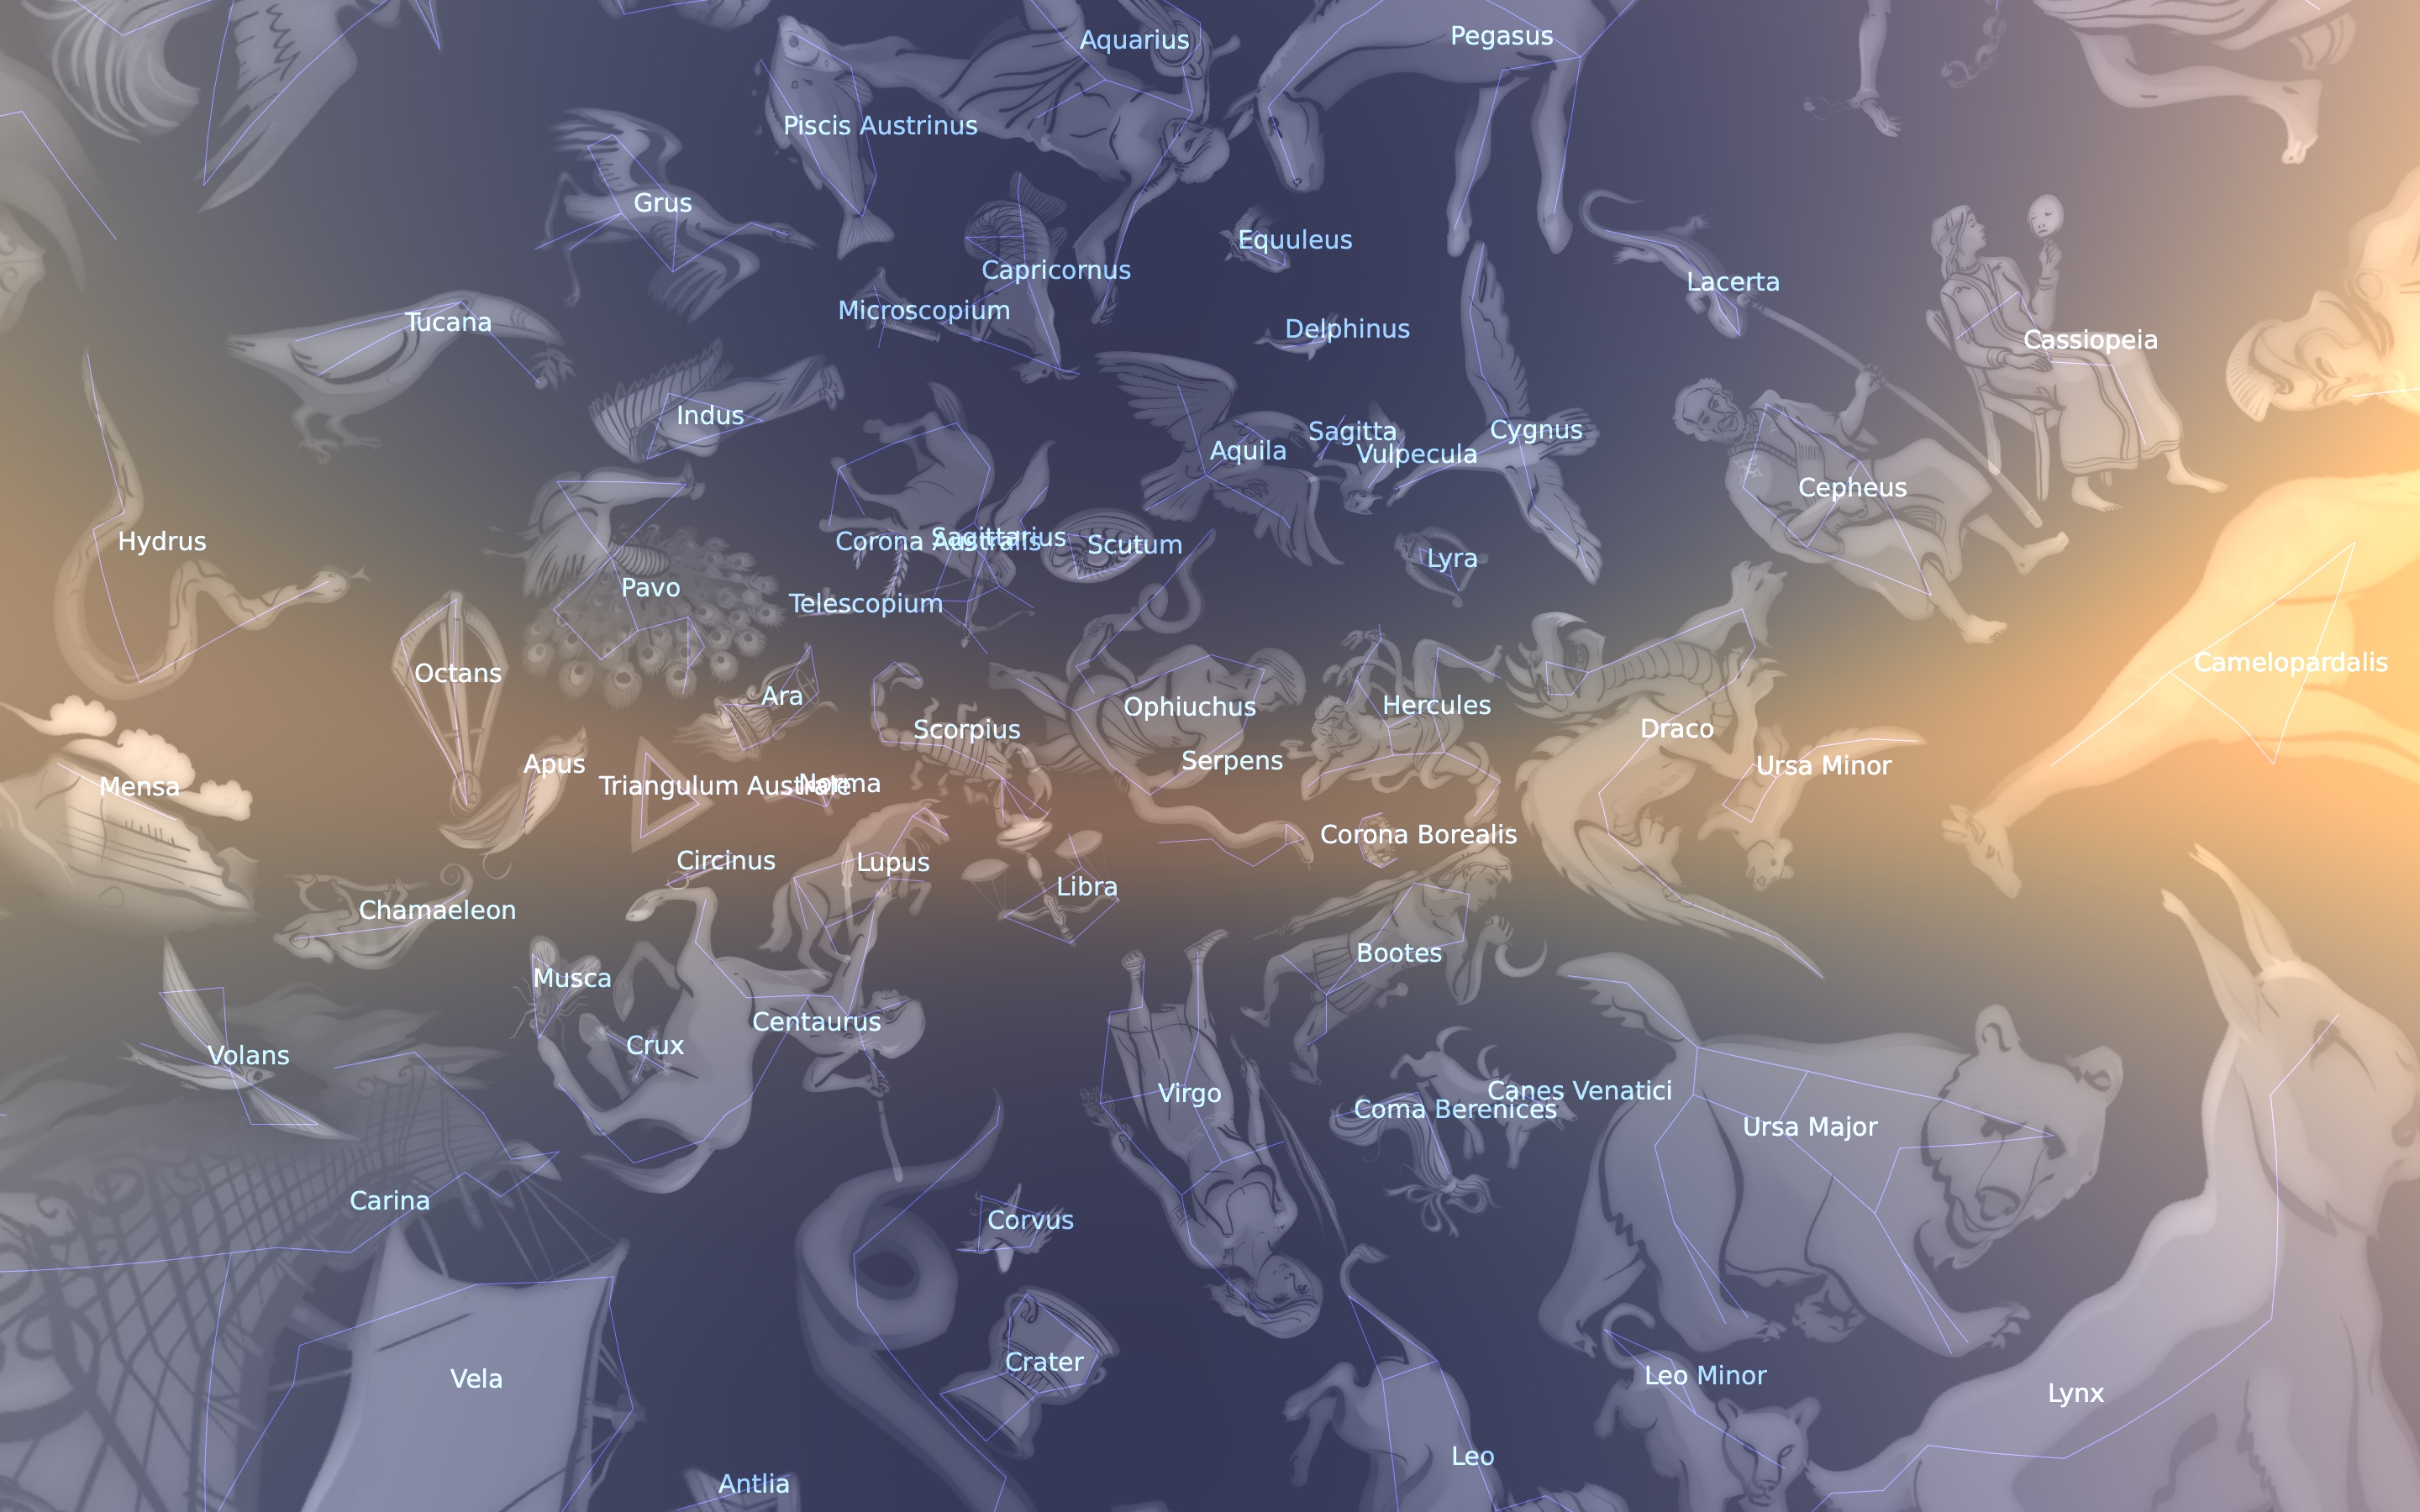 Aquarius
Pegasus
Piscis Austrinus
Grus
Equuleus
Capricornus
Lacerta
Microscopium
Tucana
Delphinus
Cassiopeia
Indus
Sagitta
Cygnus
Aquila
Vulpecula
Cepheus
Hydrus
Sagittarius
Corona Australis
Scutum
Lyra
Pavo
Telescopium
Camelopardalis
Octans
Ara
Ophiuchus
Hercules
Scorpius
Draco
Serpens
Apus
Ursa Minor
Mensa
Triangulum Australe
Norma
Corona Borealis
Circinus
Lupus
Libra
Chamaeleon
Bootes
Musca
Centaurus
Crux
Volans
Virgo
Canes Venatici
Coma Berenices
Ursa Major
Carina
Corvus
Crater
Vela
Leo Minor
Lynx
Leo
Antlia